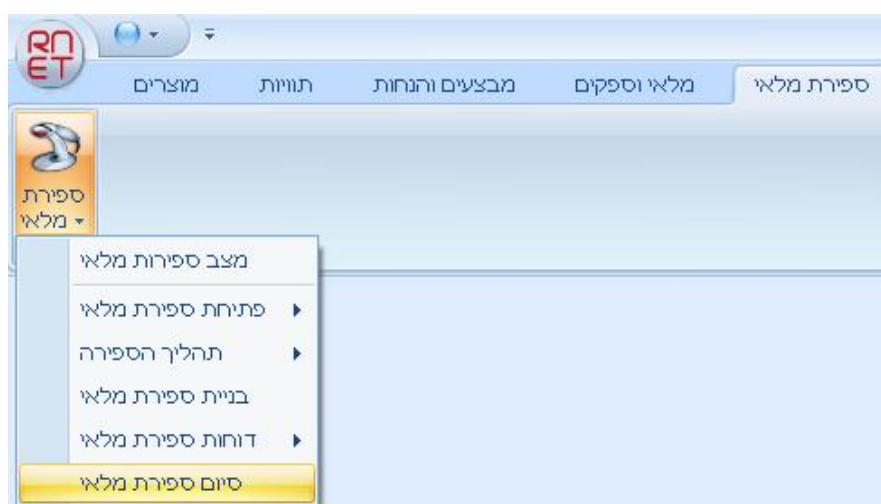 RN
ET
מוצרים
תוויות
מבצעים והנחות
מלאי וספקים
ספירת מלאי
ספירת
מלאי
מצב ספירות מלאי
פתיחת ספירת מלאי
תהליך הספירה
בניית ספירת מלאי
דוחות ספירת מלאי
סיום ספירת מלאי